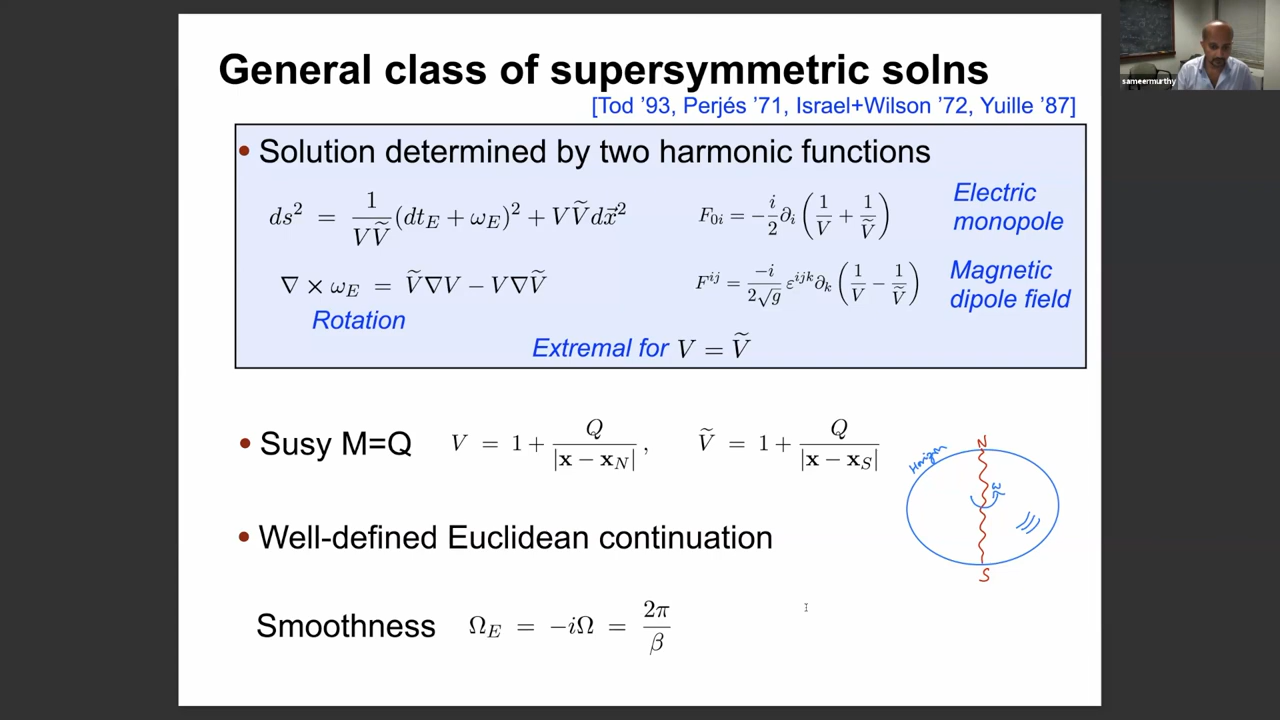 General class of supersymmetric solns
[Tod '93, Perjés '71, Israel+Wilson '72, Yuille '87]
• Solution determined by two harmonic functions
ds² = 1/(VṼ) (dt_E + ω_E)² + VṼ dx⃗²
F_{0i} = −i/2 ∂_i (1/V + 1/Ṽ)
Electric
monopole
∇ × ω_E = Ṽ∇V − V∇Ṽ
F^{ij} = −i/(2√g) ε^{ijk} ∂_k (1/V − 1/Ṽ)
Magnetic
dipole field
Rotation
Extremal for V = Ṽ
• Susy M=Q V = 1 + Q/|x − x_N| , Ṽ = 1 + Q/|x − x_S|
N
Horizon
S
• Well-defined Euclidean continuation
Smoothness Ω_E = −iΩ = 2π/β
sameermurthy